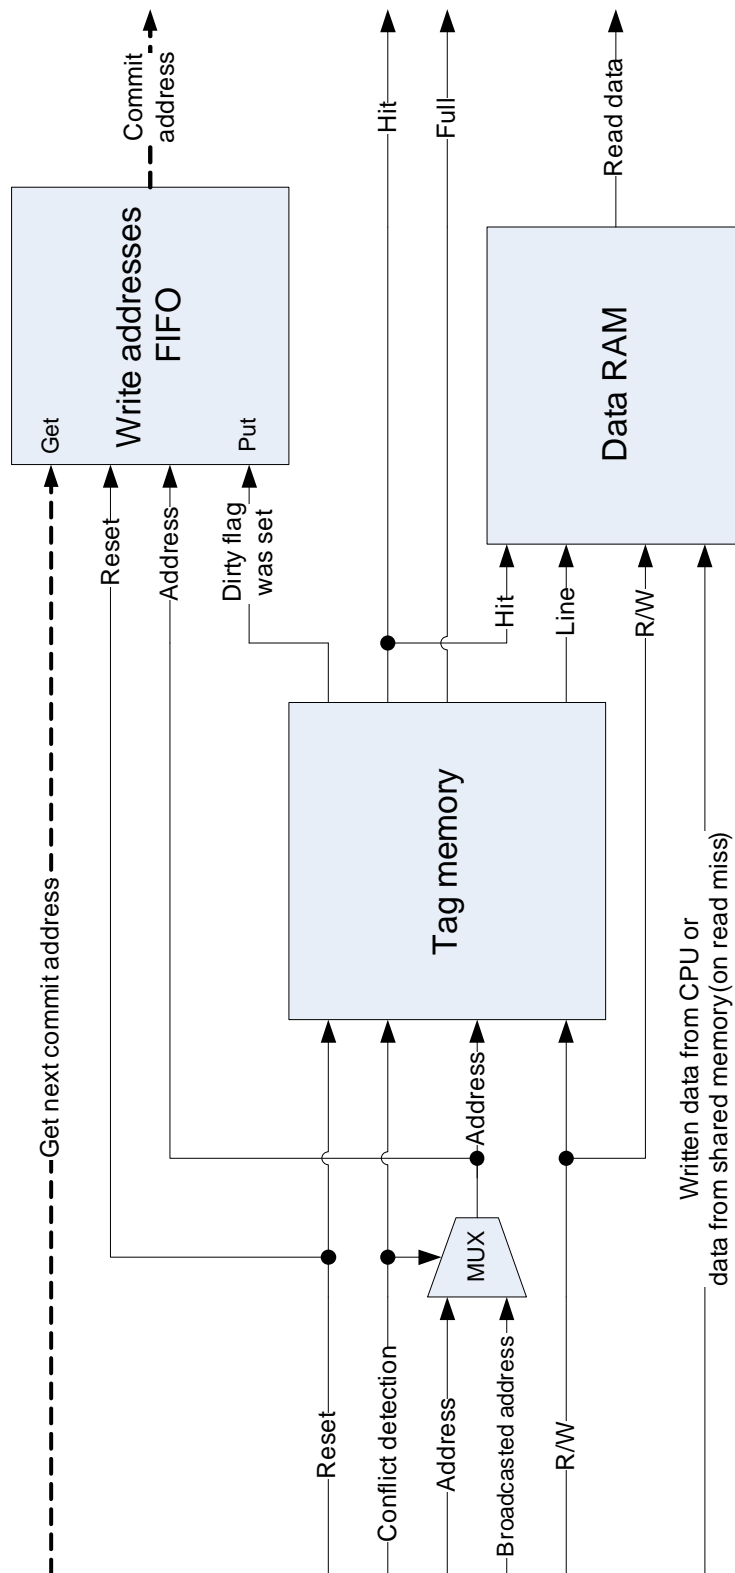 Get next commit address
Get
Write addresses
FIFO
Commit
address
Reset
Address
Dirty flag
was set
Put
Reset
Conflict detection
Address
Broadcasted address
R/W
MUX
Address
Tag memory
Hit
Full
Hit
Line
R/W
Data RAM
Read data
Written data from CPU or
data from shared memory(on read miss)